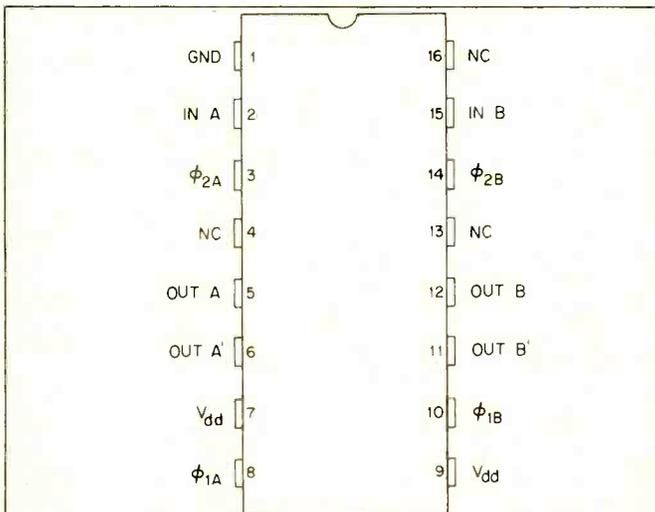 GND 1 16 NC
IN A 2 15 IN B
ϕ2A 3 14 ϕ2B
NC 4 13 NC
OUT A 5 12 OUT B
OUT A' 6 11 OUT B'
Vdd 7 10 ϕ1B
ϕ1A 8 9 Vdd